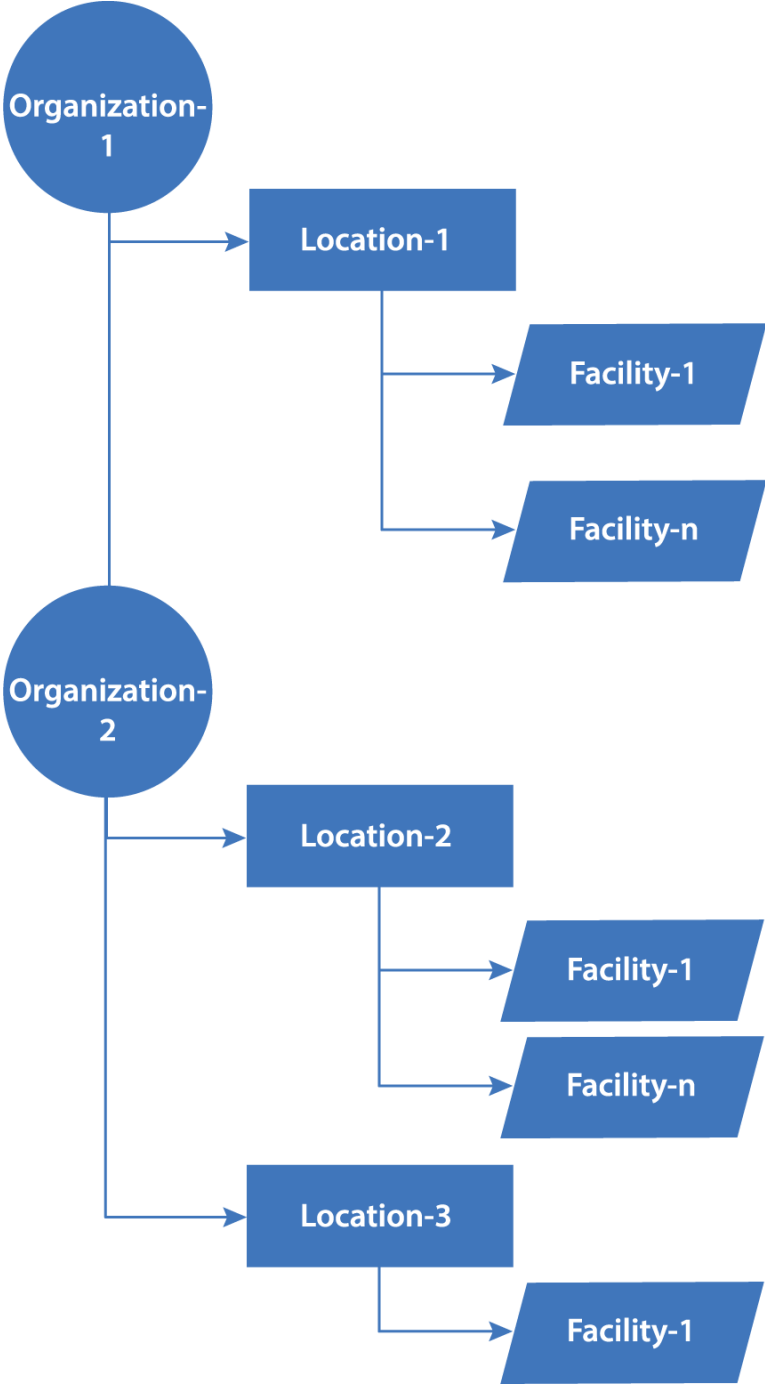 Organization-
1
Location-1
Facility-1
Facility-n
Organization-
2
Location-2
Facility-1
Facility-n
Location-3
Facility-1